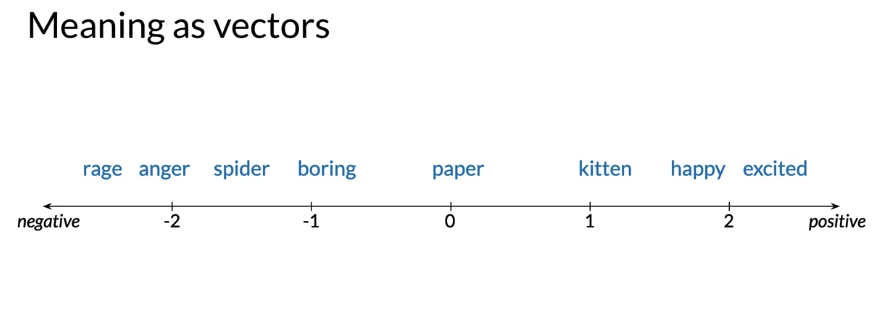 Meaning as vectors
rage anger spider boring paper kitten happy excited
-2 -1 0 1 2
negative positive